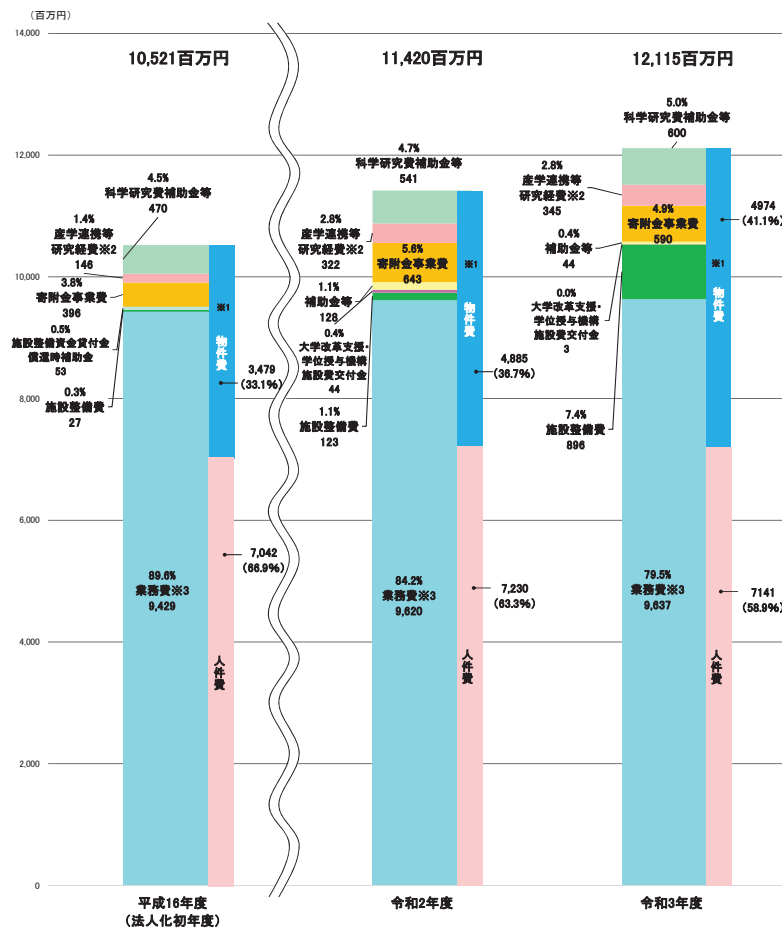 （百万円）
14,000
12,000
10,000
8,000
6,000
4,000
2,000
0
10,521百万円
4.5%
科学研究費補助金等
470
1.4%
産学連携等
研究経費※2
146
3.8%
寄附金事業費
396
0.5%
施設整備資金貸付金
償還時補助金
53
0.3%
施設整備費
27
89.6%
業務費※3
9,429
※1
物件費
3,479
(33.1%)
7,042
(66.9%)
人件費
平成16年度
（法人化初年度）
11,420百万円
4.7%
科学研究費補助金等
541
2.8%
産学連携等
研究経費※2
322
5.6%
寄附金事業費
643
1.1%
補助金等
128
0.4%
大学改革支援・
学位授与機構
施設費交付金
44
1.1%
施設整備費
123
84.2%
業務費※3
9,620
※1
物件費
4,885
(36.7%)
7,230
(63.3%)
人件費
令和2年度
12,115百万円
5.0%
科学研究費補助金等
600
2.8%
産学連携等
研究経費※2
345
4.9%
寄附金事業費
590
0.4%
補助金等
44
0.0%
大学改革支援・
学位授与機構
施設費交付金
3
7.4%
施設整備費
896
79.5%
業務費※3
9,637
4974
(41.1%)
※1
物件費
7141
(58.9%)
人件費
令和3年度